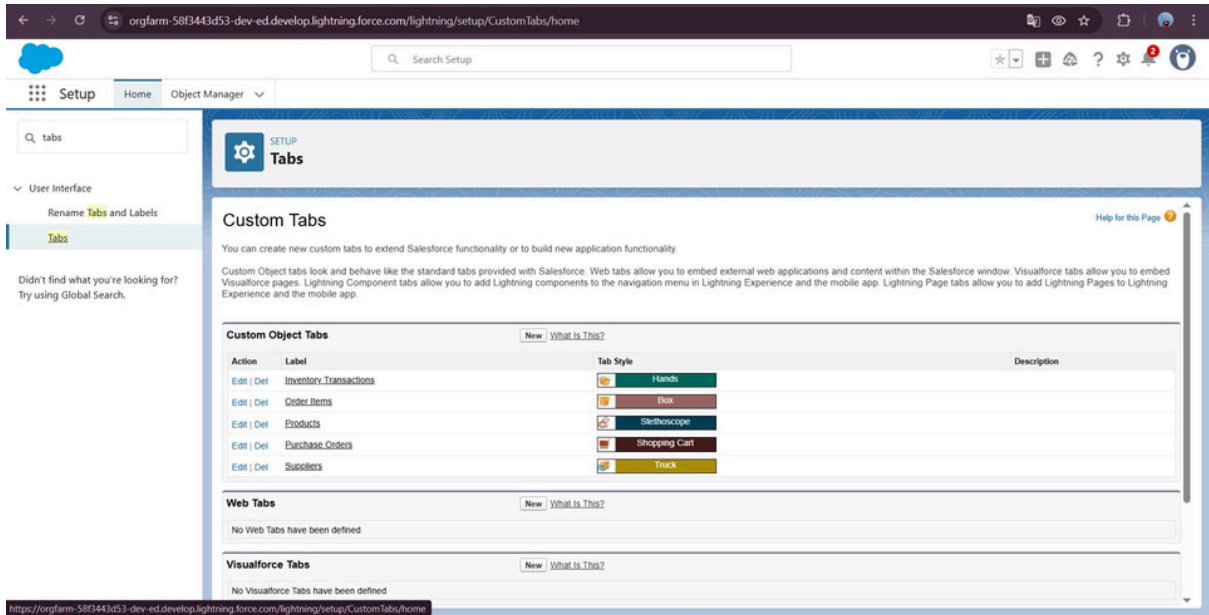 orgfarm-58f3443d53-dev-ed.develop.lightning.force.com/lightning/setup/CustomTabs/home
Search Setup
2
Setup Home Object Manager
tabs
SETUP
Tabs
User Interface
Rename Tabs and Labels
Tabs
Didn't find what you're looking for?
Try using Global Search.
Custom Tabs
Help for this Page
You can create new custom tabs to extend Salesforce functionality or to build new application functionality.
Custom Object tabs look and behave like the standard tabs provided with Salesforce. Web tabs allow you to embed external web applications and content within the Salesforce window. Visualforce tabs allow you to embed
Visualforce pages. Lightning Component tabs allow you to add Lightning components to the navigation menu in Lightning Experience and the mobile app. Lightning Page tabs allow you to add Lightning Pages to Lightning
Experience and the mobile app.
Custom Object Tabs New What Is This?
Action Label Tab Style Description
Edit | Del Inventory Transactions Hands
Edit | Del Order Items Box
Edit | Del Products Stethoscope
Edit | Del Purchase Orders Shopping Cart
Edit | Del Suppliers Truck
Web Tabs New What Is This?
No Web Tabs have been defined
Visualforce Tabs New What Is This?
No Visualforce Tabs have been defined
https://orgfarm-58f3443d53-dev-ed.develop.lightning.force.com/lightning/setup/CustomTabs/home